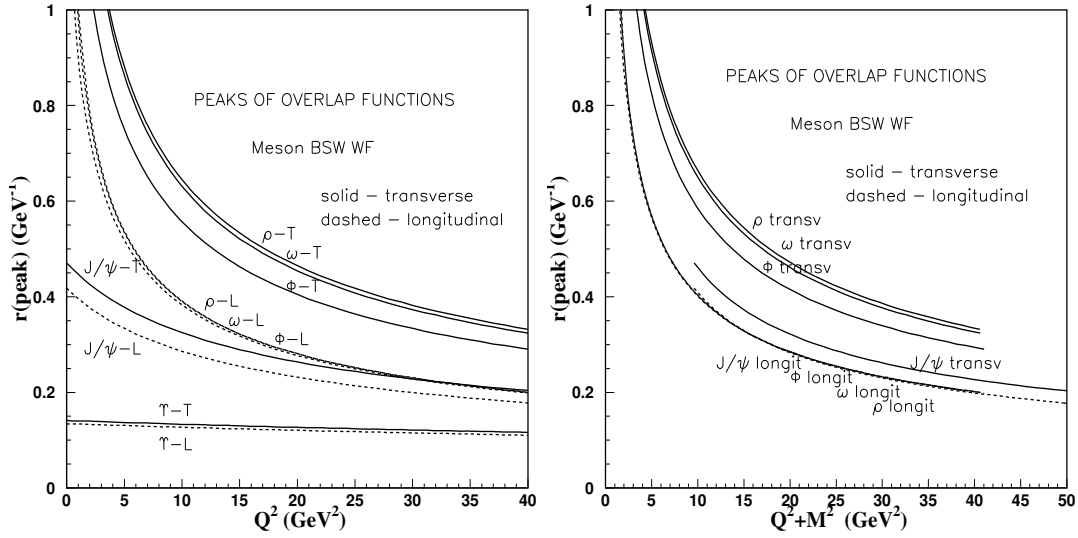 1
0.8
0.6
0.4
0.2
0
r(peak) (GeV⁻¹)
PEAKS OF OVERLAP FUNCTIONS
Meson BSW WF
solid – transverse
dashed – longitudinal
ρ–T
ω–T
J/ψ–T
Φ–T
ρ–L
ω–L
Φ–L
J/ψ–L
ϒ–T
ϒ–L
0 5 10 15 20 25 30 35 40
Q² (GeV²)
1
0.8
0.6
0.4
0.2
0
r(peak) (GeV⁻¹)
PEAKS OF OVERLAP FUNCTIONS
Meson BSW WF
solid – transverse
dashed – longitudinal
ρ transv
ω transv
Φ transv
J/ψ longit
J/ψ transv
Φ longit
ω longit
ρ longit
0 5 10 15 20 25 30 35 40 45 50
Q²+M² (GeV²)